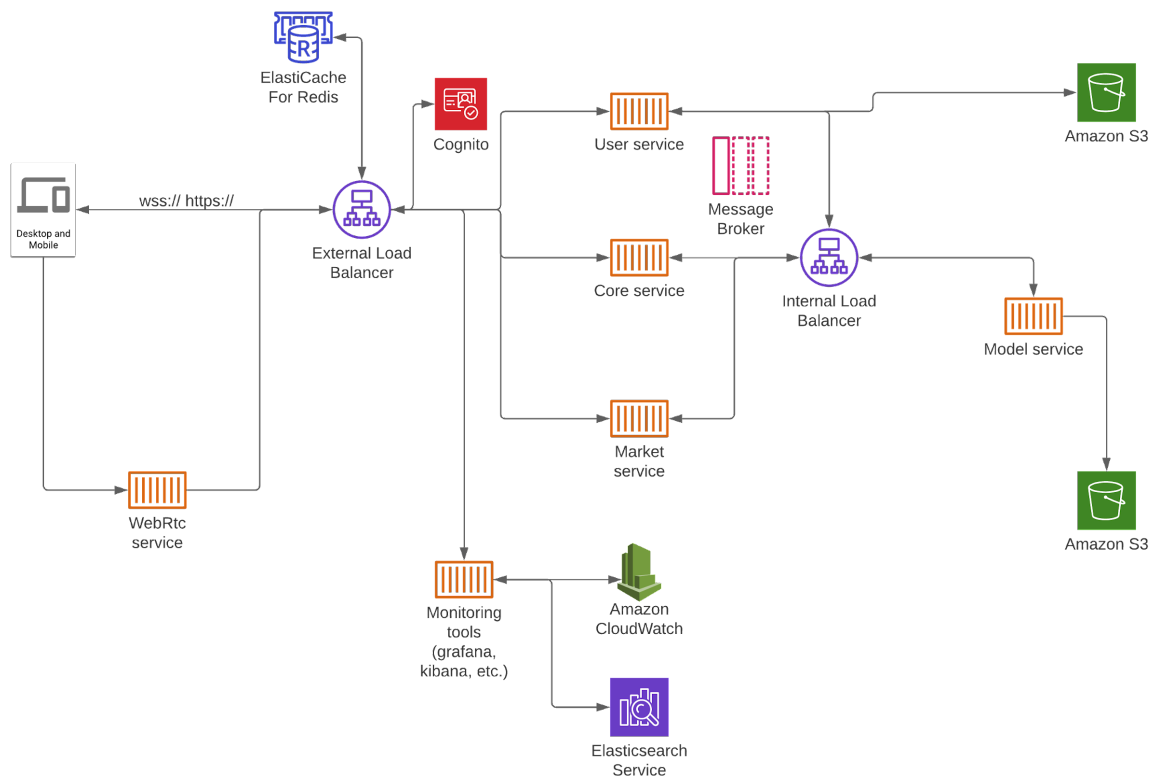 ElastiCache
For Redis
Cognito
User service
Amazon S3
wss:// https://
Desktop and
Mobile
Message
Broker
External Load
Balancer
Core service
Internal Load
Balancer
Model service
Market
service
WebRtc
service
Amazon S3
Monitoring
tools
(grafana,
kibana, etc.)
Amazon
CloudWatch
Elasticsearch
Service
R